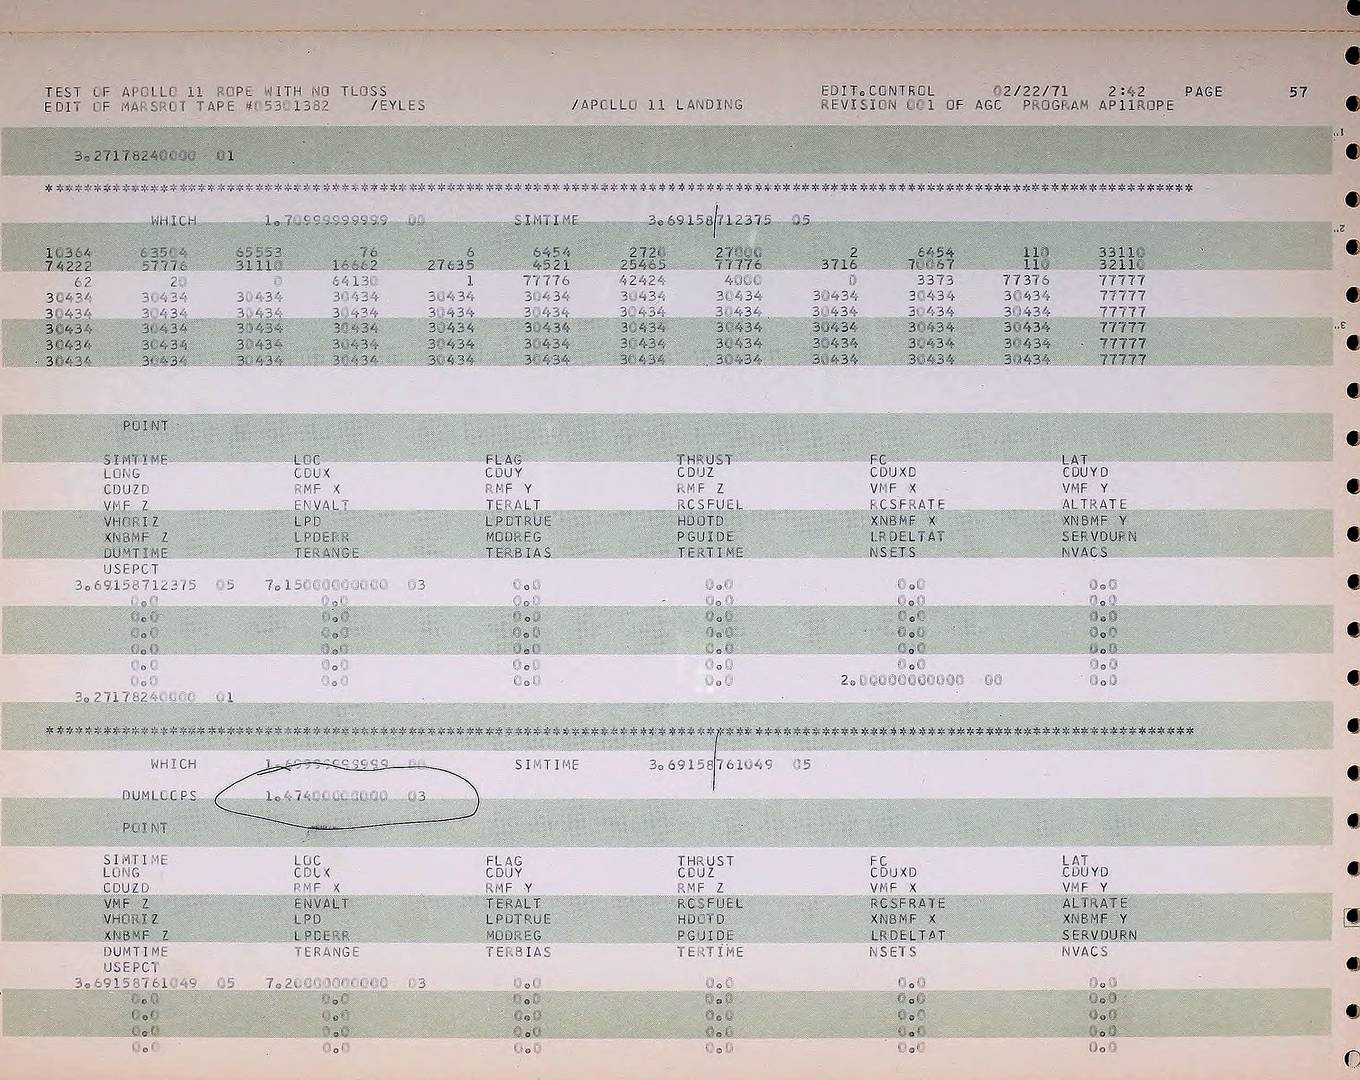 TEST OF APOLLO 11 ROPE WITH NO TLOSS EDIT.CONTROL 02/22/71 2:42 PAGE 57
EDIT OF MARSROT TAPE #05301382 /EYLES /APOLLO 11 LANDING REVISION 001 OF AGC PROGRAM AP11ROPE
3.27178240000 01
************************************************************************************************************************
WHICH 1.70999999999 00 SIMTIME 3.69158712375 05
10364 63504 65553 76 6 6454 2720 27000 2 6454 110 33110
74222 57776 31110 16662 27635 4521 25465 77776 3716 70067 110 32110
62 20 0 64130 1 77776 42424 4000 0 3373 77376 77777
30434 30434 30434 30434 30434 30434 30434 30434 30434 30434 30434 77777
30434 30434 30434 30434 30434 30434 30434 30434 30434 30434 30434 77777
30434 30434 30434 30434 30434 30434 30434 30434 30434 30434 30434 77777
30434 30434 30434 30434 30434 30434 30434 30434 30434 30434 30434 77777
30434 30434 30434 30434 30434 30434 30434 30434 30434 30434 30434 77777
POINT
SIMTIME LOC FLAG THRUST FC LAT
LONG CDUX CDUY CDUZ CDUXD CDUYD
CDUZD RMF X RMF Y RMF Z VMF X VMF Y
VMF Z ENVALT TERALT RCSFUEL RCSFRATE ALTRATE
VHORIZ LPD LPDTRUE HDOTD XNBMF X XNBMF Y
XNBMF Z LPDERR MODREG PGUIDE LRDELTAT SERVDURN
DUMTIME TERANGE TERBIAS TERTIME NSETS NVACS
USEPCT
3.69158712375 05 7.15000000000 03 0.0 0.0 0.0 0.0
0.0 0.0 0.0 0.0 0.0 0.0
0.0 0.0 0.0 0.0 0.0 0.0
0.0 0.0 0.0 0.0 0.0 0.0
0.0 0.0 0.0 0.0 0.0 0.0
0.0 0.0 0.0 0.0 0.0 0.0
0.0 0.0 0.0 0.0 2.00000000000 00 0.0
3.27178240000 01
************************************************************************************************************************
WHICH 1.69999999999 00 SIMTIME 3.69158761049 05
DUMLOOPS 1.47400000000 03
POINT
SIMTIME LOC FLAG THRUST FC LAT
LONG CDUX CDUY CDUZ CDUXD CDUYD
CDUZD RMF X RMF Y RMF Z VMF X VMF Y
VMF Z ENVALT TERALT RCSFUEL RCSFRATE ALTRATE
VHORIZ LPD LPDTRUE HDOTD XNBMF X XNBMF Y
XNBMF Z LPDERR MODREG PGUIDE LRDELTAT SERVDURN
DUMTIME TERANGE TERBIAS TERTIME NSETS NVACS
USEPCT
3.69158761049 05 7.20000000000 03 0.0 0.0 0.0 0.0
0.0 0.0 0.0 0.0 0.0 0.0
0.0 0.0 0.0 0.0 0.0 0.0
0.0 0.0 0.0 0.0 0.0 0.0
0.0 0.0 0.0 0.0 0.0 0.0